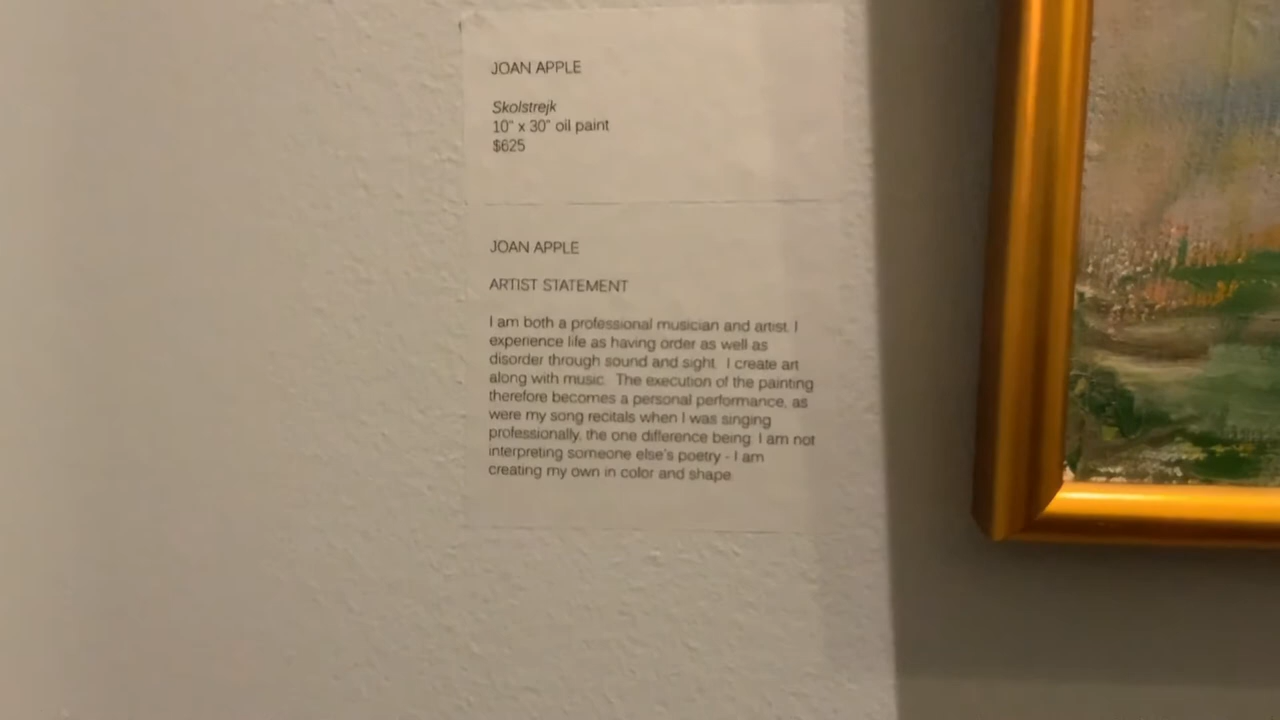 JOAN APPLE
Skolstrejk
10" x 30" oil paint
$625
JOAN APPLE
ARTIST STATEMENT
I am both a professional musician and artist. I
experience life as having order as well as
disorder through sound and sight. I create art
along with music. The execution of the painting
therefore becomes a personal performance, as
were my song recitals when I was singing
professionally, the one difference being: I am not
interpreting someone else's poetry - I am
creating my own in color and shape.